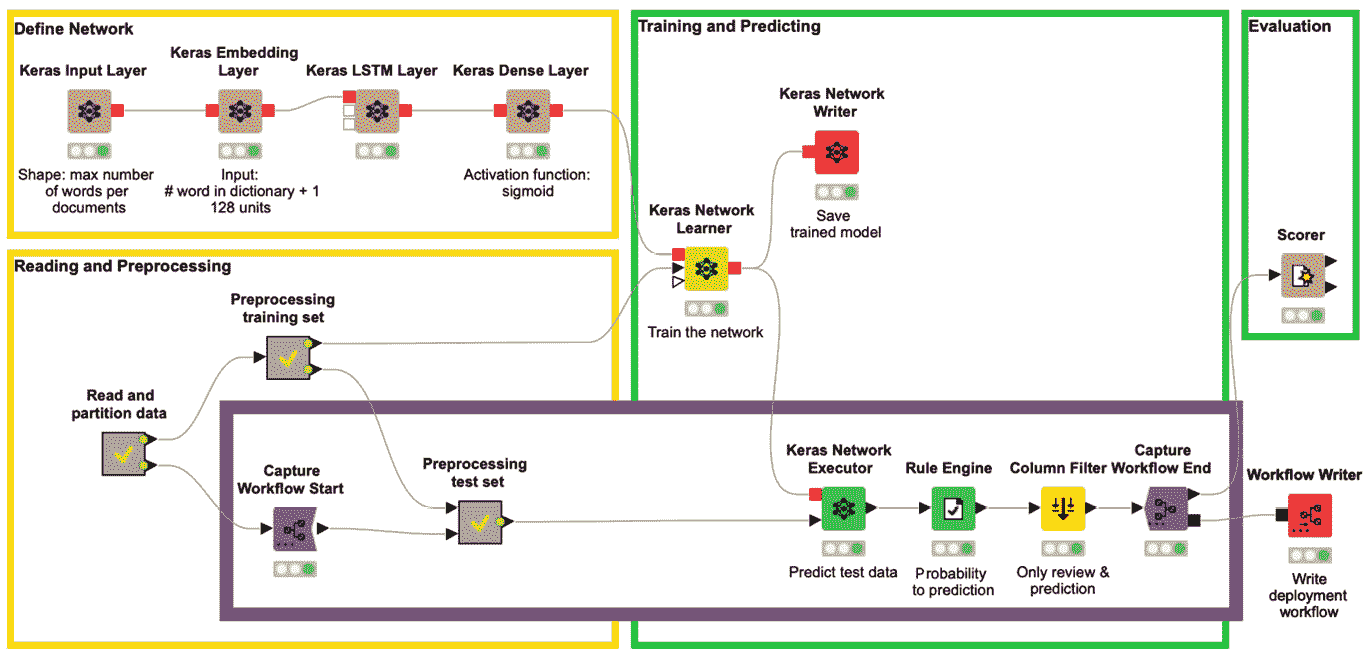 Define Network
Keras Input Layer
Keras Embedding
Layer
Keras LSTM Layer
Keras Dense Layer
Shape: max number
of words per
documents
Input:
# word in dictionary + 1
128 units
Activation function:
sigmoid
Training and Predicting
Keras Network
Writer
Save
trained model
Keras Network
Learner
Train the network
Evaluation
Scorer
Reading and Preprocessing
Preprocessing
training set
Read and
partition data
Capture
Workflow Start
Preprocessing
test set
Keras Network
Executor
Predict test data
Rule Engine
Probability
to prediction
Column Filter
Only review &
prediction
Capture
Workflow End
Workflow Writer
Write
deployment
workflow